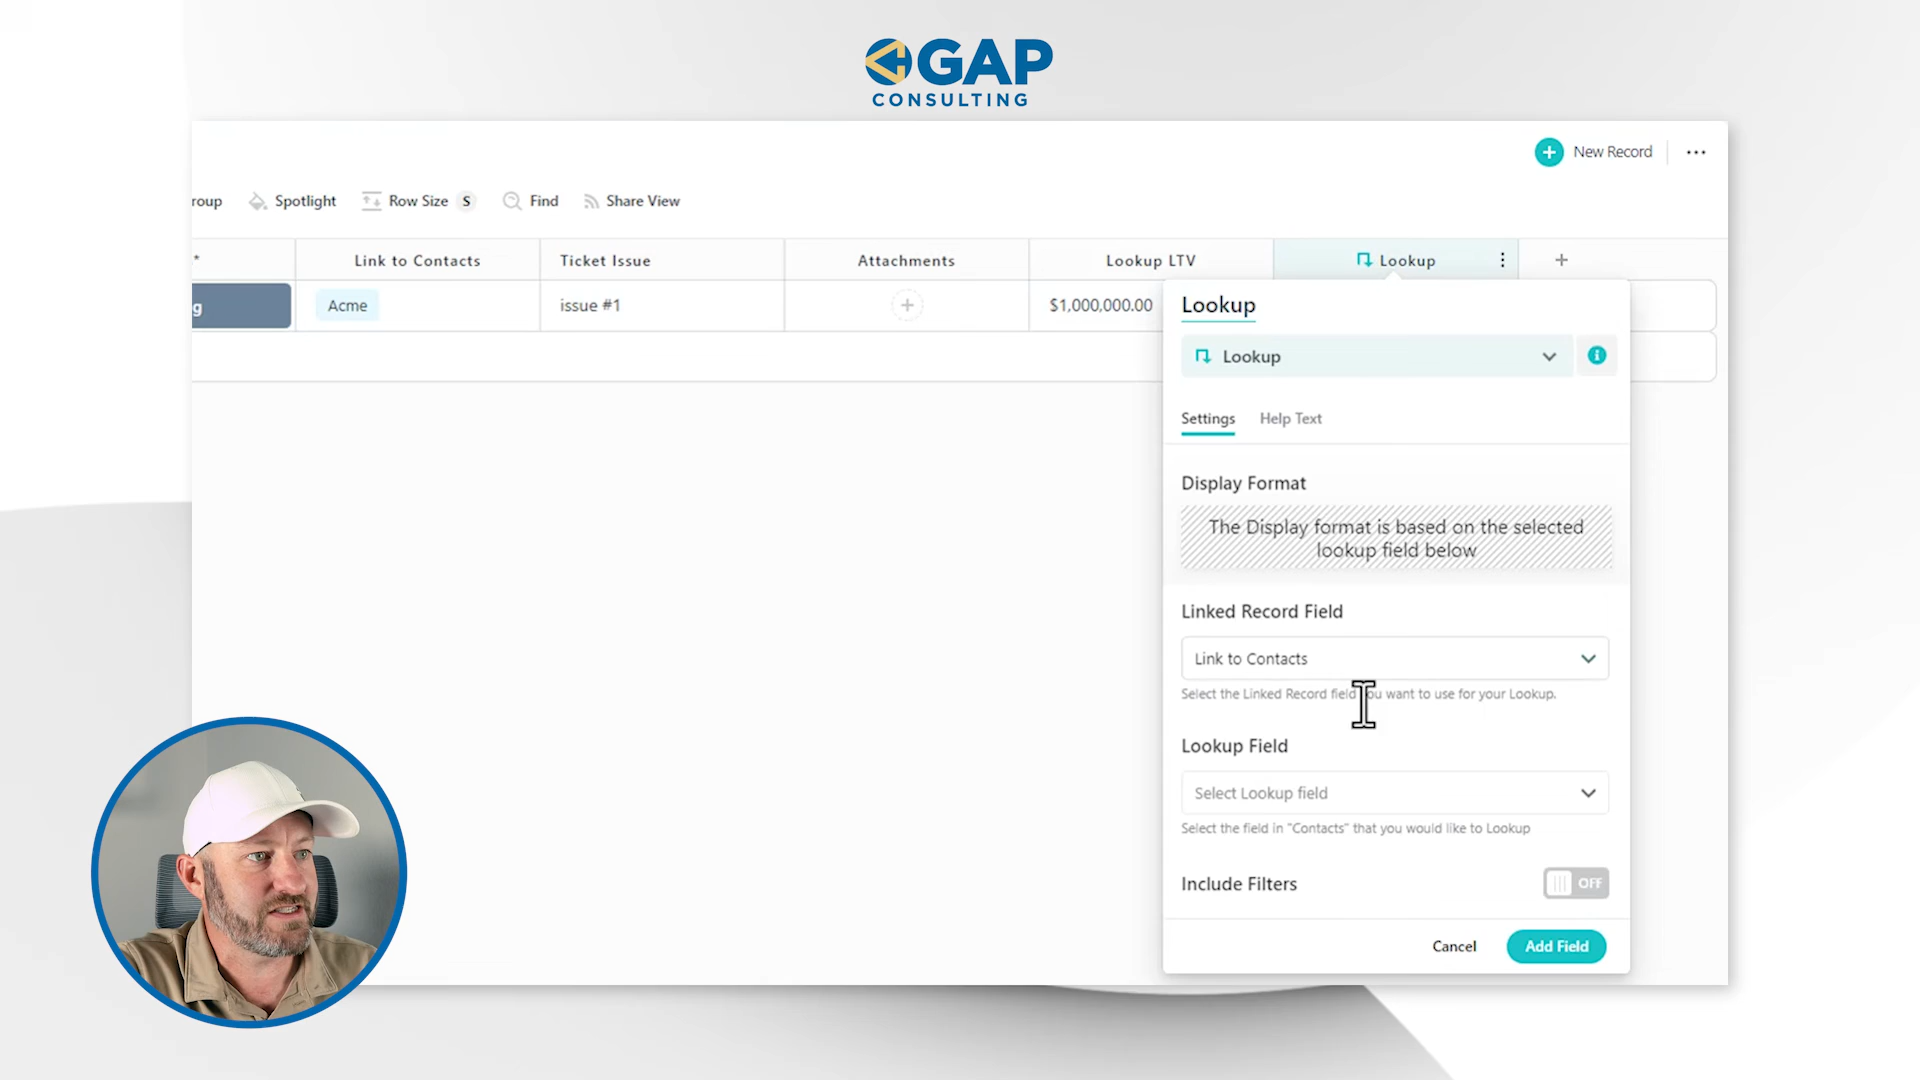 GAP
CONSULTING
New Record
roup
Spotlight
Row Size S
Find
Share View
*
Link to Contacts
Ticket Issue
Attachments
Lookup LTV
Lookup
g
Acme
issue #1
$1,000,000.00
Lookup
Lookup
Settings
Help Text
Display Format
The Display format is based on the selected
lookup field below
Linked Record Field
Link to Contacts
Select the Linked Record field you want to use for your Lookup.
Lookup Field
Select Lookup field
Select the field in "Contacts" that you would like to Lookup
Include Filters
OFF
Cancel
Add Field